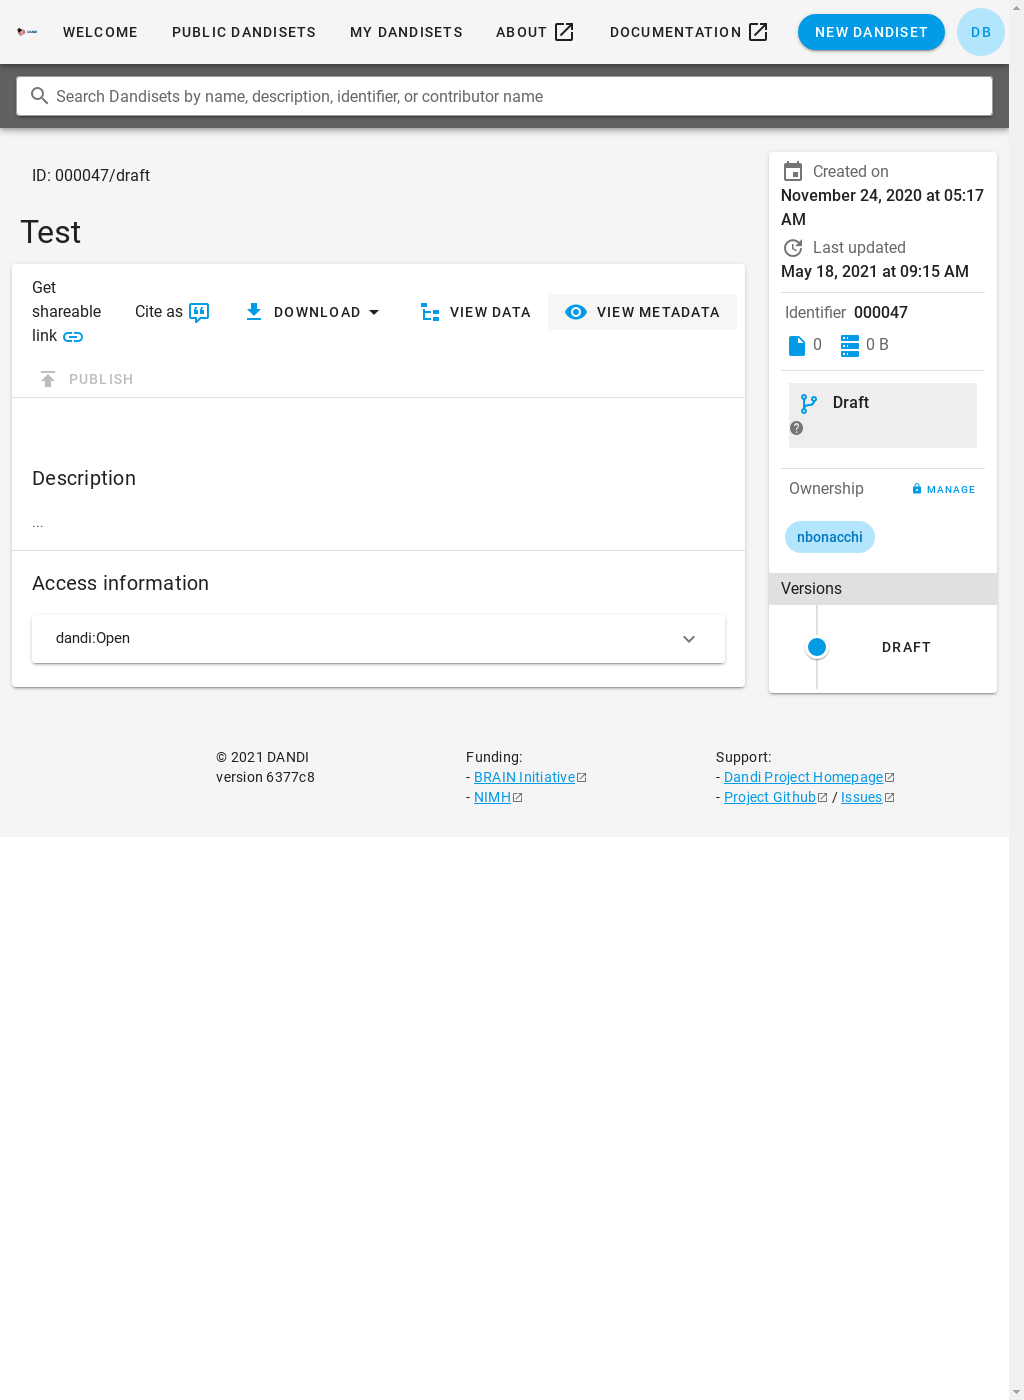 WELCOME
PUBLIC DANDISETS
MY DANDISETS
ABOUT
DOCUMENTATION
NEW DANDISET
DB
Search Dandisets by name, description, identifier, or contributor name
ID: 000047/draft
Test
Get
shareable
link
Cite as
DOWNLOAD
VIEW DATA
VIEW METADATA
PUBLISH
Description
...
Access information
dandi:Open
Created on
November 24, 2020 at 05:17
AM
Last updated
May 18, 2021 at 09:15 AM
Identifier 000047
0
0 B
Draft
Ownership
MANAGE
nbonacchi
Versions
DRAFT
© 2021 DANDI
version 6377c8
Funding:
- BRAIN Initiative
- NIMH
Support:
- Dandi Project Homepage
- Project Github / Issues